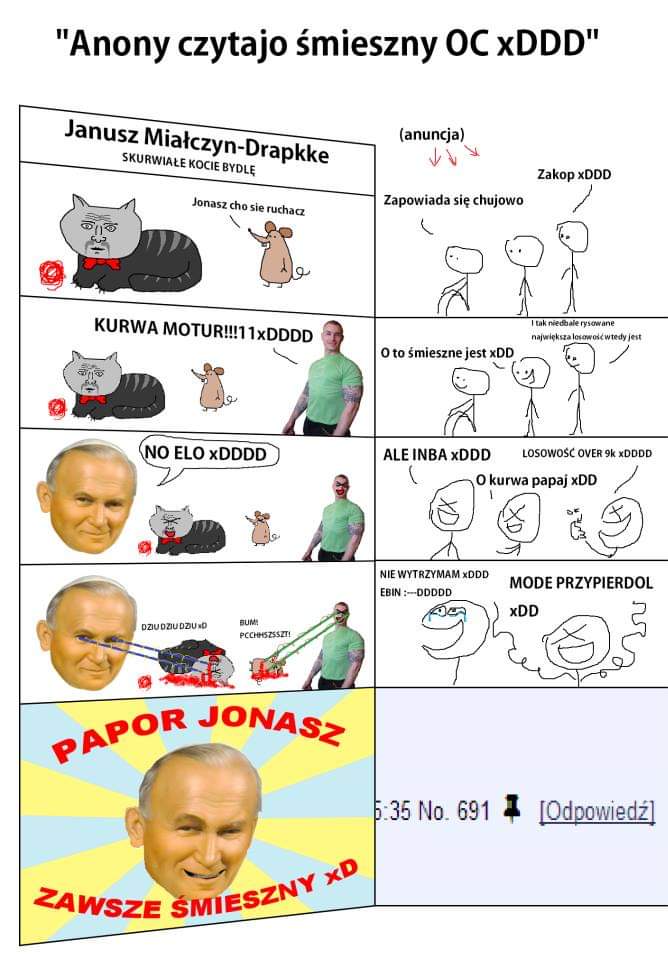 "Anony czytajo śmieszny OC xDDD"
Janusz Miałczyn-Drapkke
SKURWIAŁE KOCIE BYDLĘ
(anuncja)
Jonasz cho sie ruchacz
Zakop xDDD
Zapowiada się chujowo
KURWA MOTUR!!!11xDDDD
I tak niedbale rysowane
największa losowość wtedy jest
O to śmieszne jest xDD
NO ELO xDDDD
ALE INBA xDDD
LOSOWOŚĆ OVER 9k xDDDD
O kurwa papaj xDD
DZIU DZIU DZIU xD
BUM!
PCCHHSZSSZT!
NIE WYTRZYMAM xDDD
EBIN :---DDDDD
MODE PRZYPIERDOL
xDD
PAPOR JONASZ
ZAWSZE ŚMIESZNY xD
5:35 No. 691 [Odpowiedź]